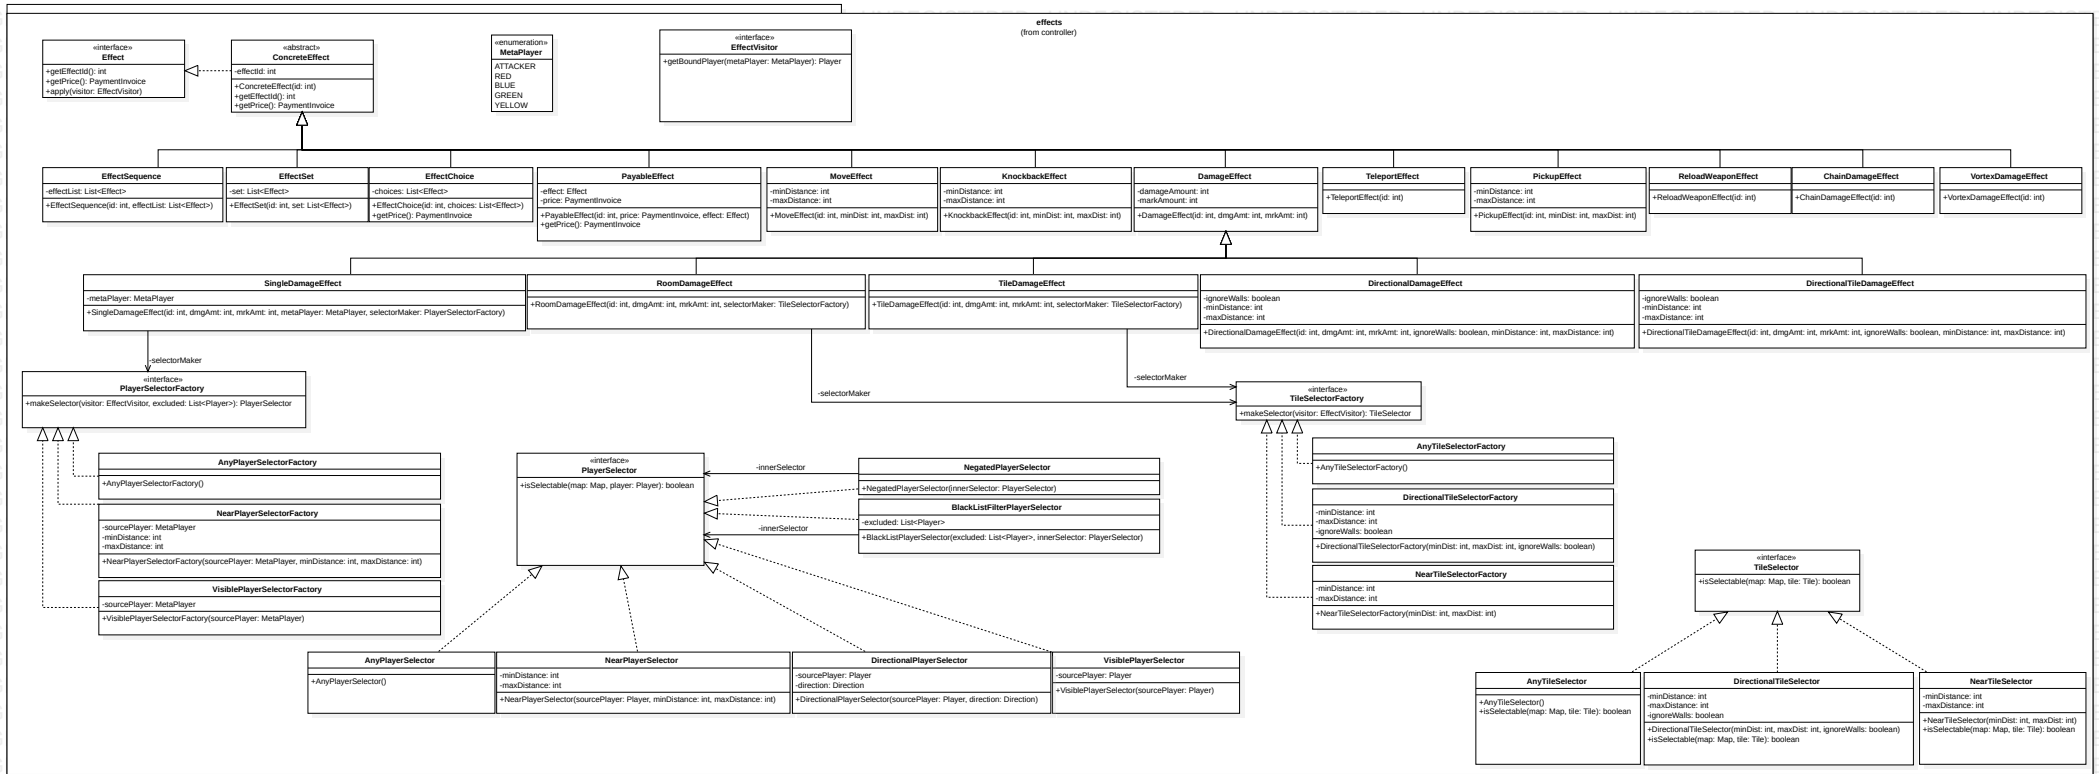 effects
(from controller)
«interface»
Effect
+getEffectId(): int
+getPrice(): PaymentInvoice
+apply(visitor: EffectVisitor)
«abstract»
ConcreteEffect
-effectId: int
+ConcreteEffect(id: int)
+getEffectId(): int
+getPrice(): PaymentInvoice
«enumeration»
MetaPlayer
ATTACKER
RED
BLUE
GREEN
YELLOW
«interface»
EffectVisitor
+getBoundPlayer(metaPlayer: MetaPlayer): Player
EffectSequence
-effectList: List<Effect>
+EffectSequence(id: int, effectList: List<Effect>)
EffectSet
-set: List<Effect>
+EffectSet(id: int, set: List<Effect>)
EffectChoice
-choices: List<Effect>
+EffectChoice(id: int, choices: List<Effect>)
+getPrice(): PaymentInvoice
PayableEffect
-effect: Effect
-price: PaymentInvoice
+PayableEffect(id: int, price: PaymentInvoice, effect: Effect)
+getPrice(): PaymentInvoice
MoveEffect
-minDistance: int
-maxDistance: int
+MoveEffect(id: int, minDist: int, maxDist: int)
KnockbackEffect
-minDistance: int
-maxDistance: int
+KnockbackEffect(id: int, minDist: int, maxDist: int)
DamageEffect
-damageAmount: int
-markAmount: int
+DamageEffect(id: int, dmgAmt: int, mrkAmt: int)
TeleportEffect
+TeleportEffect(id: int)
PickupEffect
-minDistance: int
-maxDistance: int
+PickupEffect(id: int, minDist: int, maxDist: int)
ReloadWeaponEffect
+ReloadWeaponEffect(id: int)
ChainDamageEffect
+ChainDamageEffect(id: int)
VortexDamageEffect
+VortexDamageEffect(id: int)
SingleDamageEffect
-metaPlayer: MetaPlayer
+SingleDamageEffect(id: int, dmgAmt: int, mrkAmt: int, metaPlayer: MetaPlayer, selectorMaker: PlayerSelectorFactory)
RoomDamageEffect
+RoomDamageEffect(id: int, dmgAmt: int, mrkAmt: int, selectorMaker: TileSelectorFactory)
TileDamageEffect
+TileDamageEffect(id: int, dmgAmt: int, mrkAmt: int, selectorMaker: TileSelectorFactory)
DirectionalDamageEffect
-ignoreWalls: boolean
-minDistance: int
-maxDistance: int
+DirectionalDamageEffect(id: int, dmgAmt: int, mrkAmt: int, ignoreWalls: boolean, minDistance: int, maxDistance: int)
DirectionalTileDamageEffect
-ignoreWalls: boolean
-minDistance: int
-maxDistance: int
+DirectionalTileDamageEffect(id: int, dmgAmt: int, mrkAmt: int, ignoreWalls: boolean, minDistance: int, maxDistance: int)
-selectorMaker
-selectorMaker
-selectorMaker
«interface»
PlayerSelectorFactory
+makeSelector(visitor: EffectVisitor, excluded: List<Player>): PlayerSelector
«interface»
TileSelectorFactory
+makeSelector(visitor: EffectVisitor): TileSelector
AnyPlayerSelectorFactory
+AnyPlayerSelectorFactory()
NearPlayerSelectorFactory
-sourcePlayer: MetaPlayer
-minDistance: int
-maxDistance: int
+NearPlayerSelectorFactory(sourcePlayer: MetaPlayer, minDistance: int, maxDistance: int)
VisiblePlayerSelectorFactory
-sourcePlayer: MetaPlayer
+VisiblePlayerSelectorFactory(sourcePlayer: MetaPlayer)
«interface»
PlayerSelector
+isSelectable(map: Map, player: Player): boolean
-innerSelector
-innerSelector
NegatedPlayerSelector
+NegatedPlayerSelector(innerSelector: PlayerSelector)
BlackListFilterPlayerSelector
-excluded: List<Player>
+BlackListPlayerSelector(excluded: List<Player>, innerSelector: PlayerSelector)
AnyTileSelectorFactory
+AnyTileSelectorFactory()
DirectionalTileSelectorFactory
-minDistance: int
-maxDistance: int
-ignoreWalls: boolean
+DirectionalTileSelectorFactory(minDist: int, maxDist: int, ignoreWalls: boolean)
NearTileSelectorFactory
-minDistance: int
-maxDistance: int
+NearTileSelectorFactory(minDist: int, maxDist: int)
«interface»
TileSelector
+isSelectable(map: Map, tile: Tile): boolean
AnyPlayerSelector
+AnyPlayerSelector()
NearPlayerSelector
-minDistance: int
-maxDistance: int
+NearPlayerSelector(sourcePlayer: Player, minDistance: int, maxDistance: int)
DirectionalPlayerSelector
-sourcePlayer: Player
-direction: Direction
+DirectionalPlayerSelector(sourcePlayer: Player, direction: Direction)
VisiblePlayerSelector
-sourcePlayer: Player
+VisiblePlayerSelector(sourcePlayer: Player)
AnyTileSelector
+AnyTileSelector()
+isSelectable(map: Map, tile: Tile): boolean
DirectionalTileSelector
-minDistance: int
-maxDistance: int
-ignoreWalls: boolean
+DirectionalTileSelector(minDist: int, maxDist: int, ignoreWalls: boolean)
+isSelectable(map: Map, tile: Tile): boolean
NearTileSelector
-minDistance: int
-maxDistance: int
+NearTileSelector(minDist: int, maxDist: int)
+isSelectable(map: Map, tile: Tile): boolean